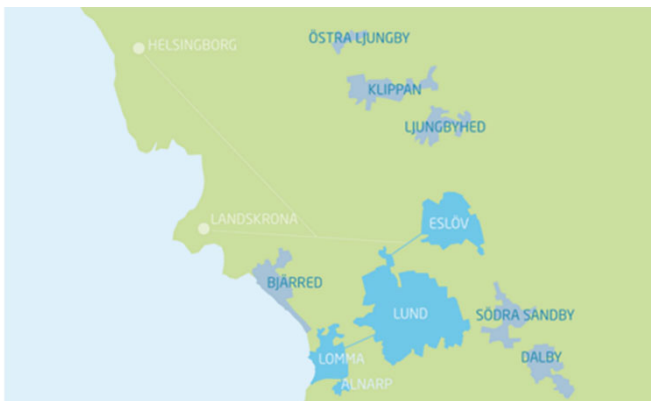 ÖSTRA LJUNGBY
HELSINGBORG
KLIPPAN
LJUNGBYHED
LANDSKRONA
ESLÖV
BJÄRRED
LUND
SÖDRA SANDBY
LOMMA
DALBY
ALNARP